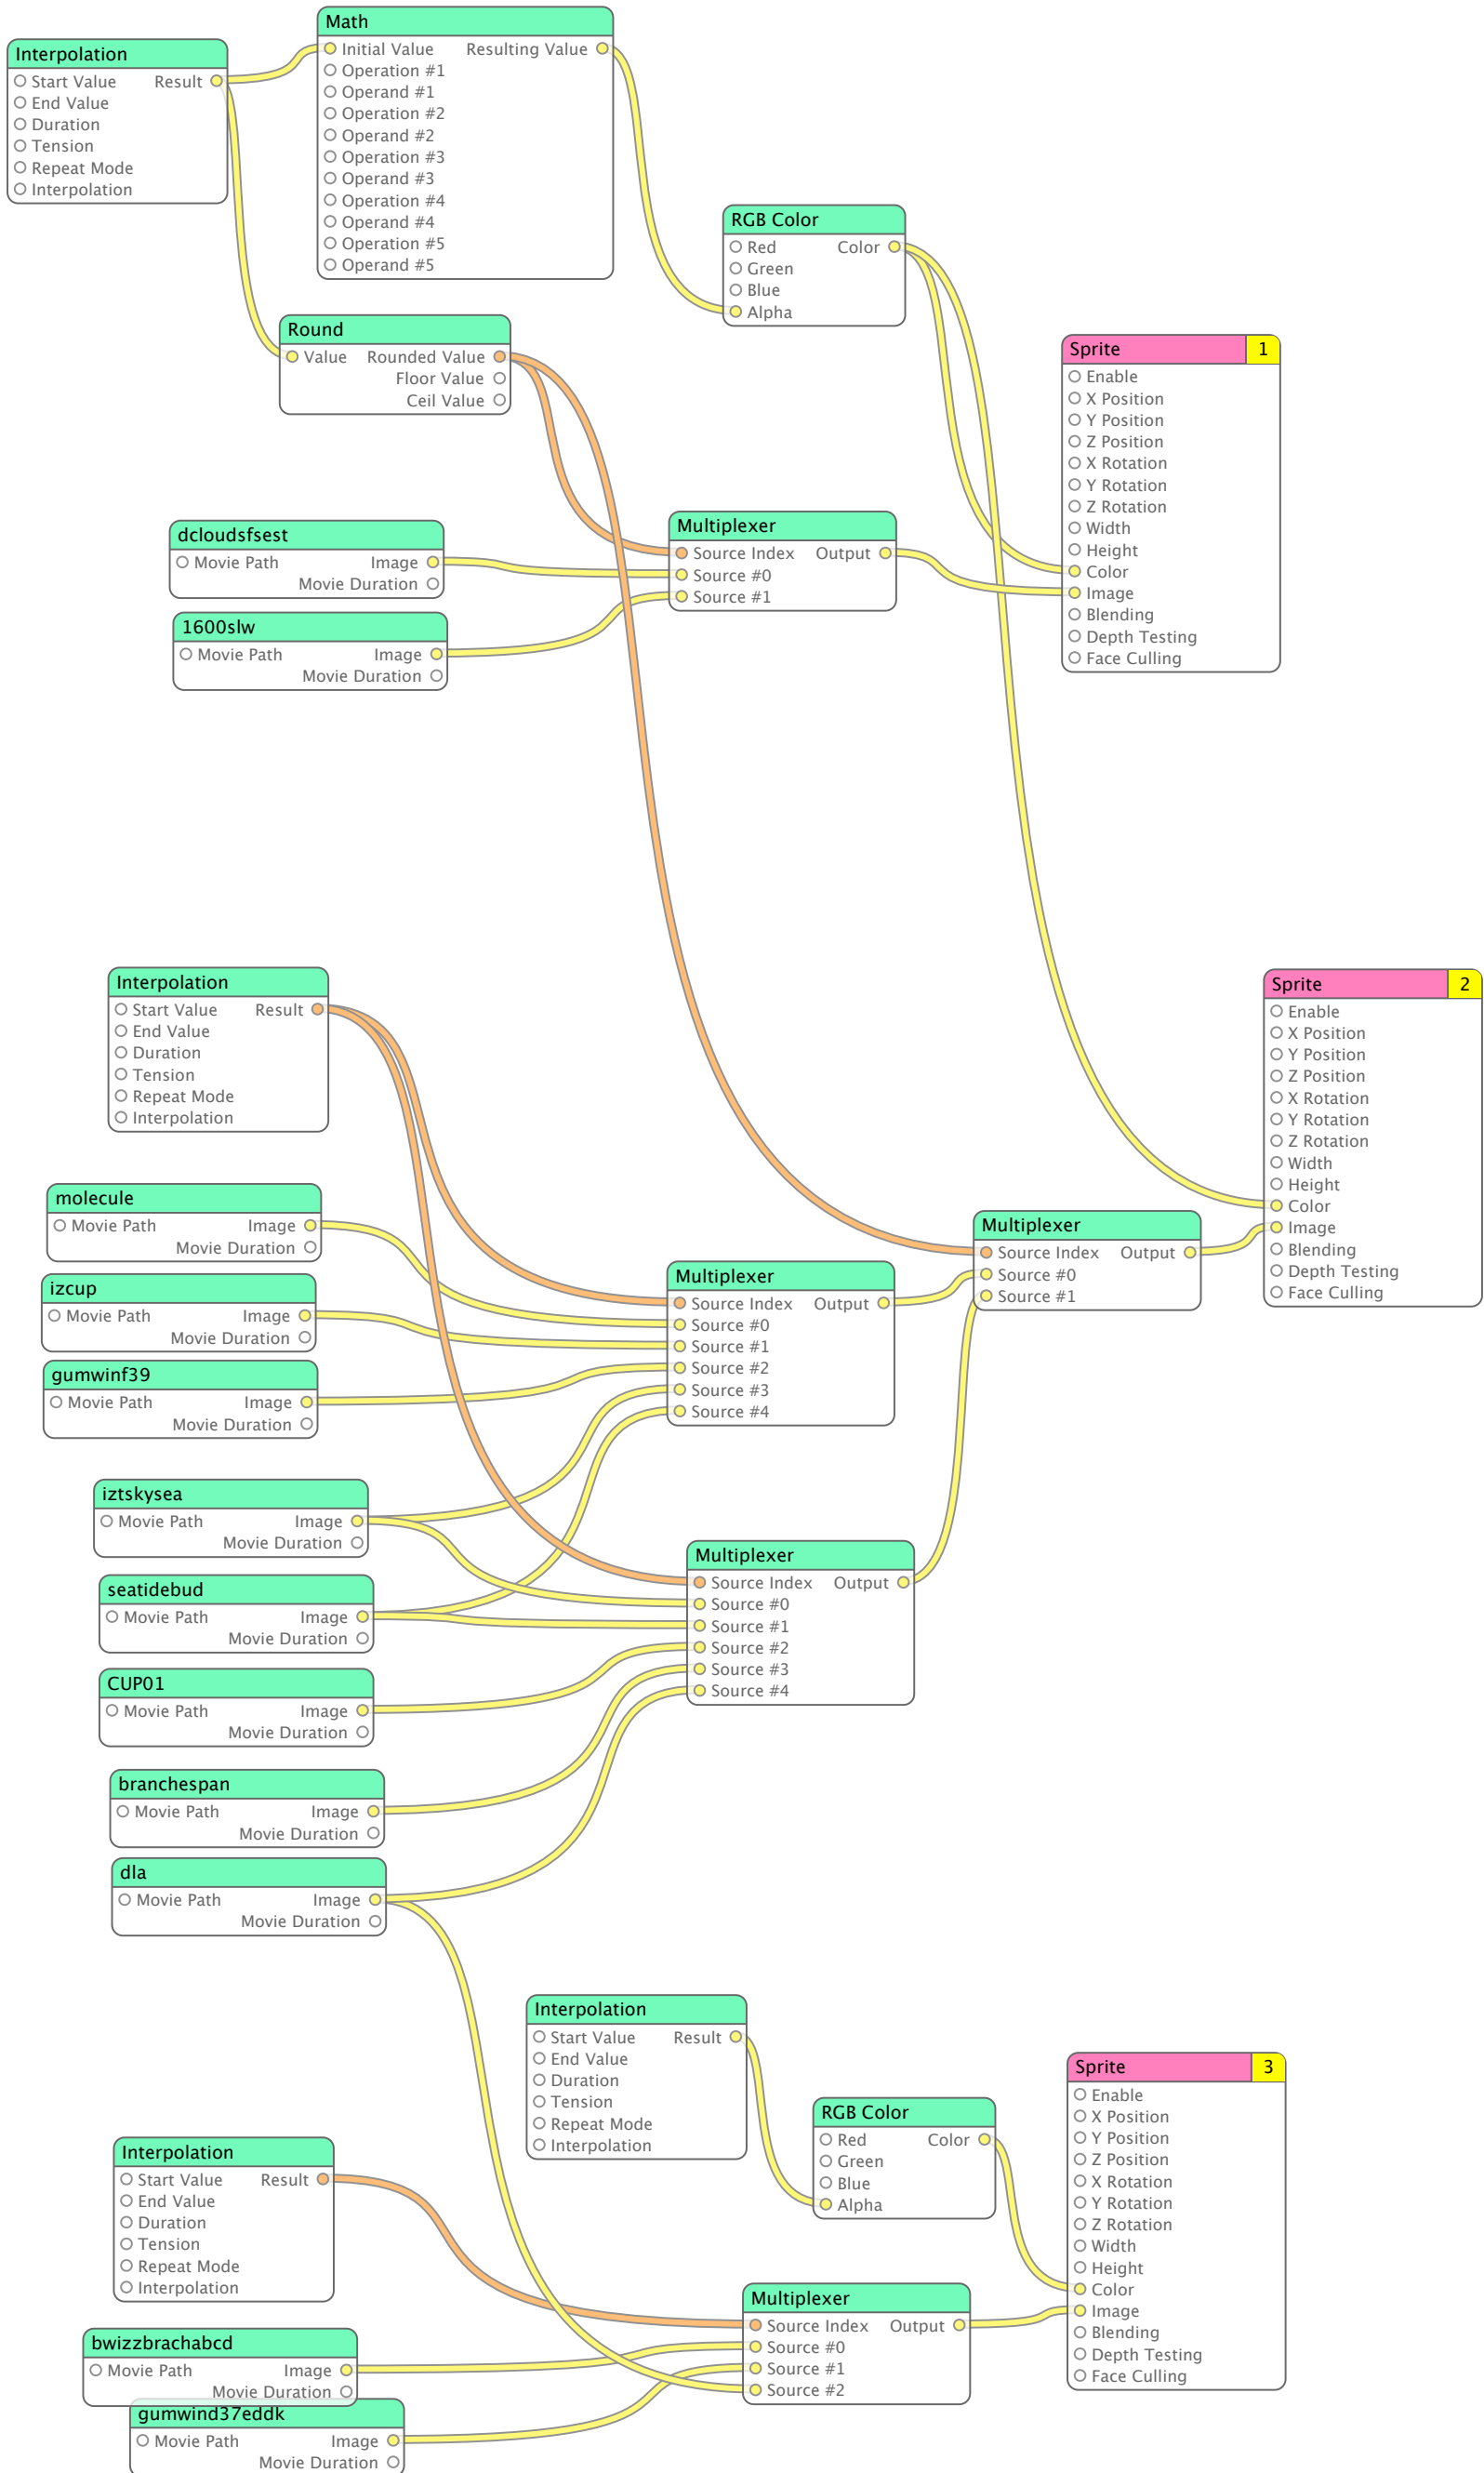 Interpolation
Start Value Result
End Value
Duration
Tension
Repeat Mode
Interpolation
Math
Initial Value Resulting Value
Operation #1
Operand #1
Operation #2
Operand #2
Operation #3
Operand #3
Operation #4
Operand #4
Operation #5
Operand #5
RGB Color
Red Color
Green
Blue
Alpha
Round
Value Rounded Value
Floor Value
Ceil Value
Sprite 1
Enable
X Position
Y Position
Z Position
X Rotation
Y Rotation
Z Rotation
Width
Height
Color
Image
Blending
Depth Testing
Face Culling
dcloudsfsest
Movie Path Image
Movie Duration
1600slw
Movie Path Image
Movie Duration
Multiplexer
Source Index Output
Source #0
Source #1
Interpolation
Start Value Result
End Value
Duration
Tension
Repeat Mode
Interpolation
Sprite 2
Enable
X Position
Y Position
Z Position
X Rotation
Y Rotation
Z Rotation
Width
Height
Color
Image
Blending
Depth Testing
Face Culling
molecule
Movie Path Image
Movie Duration
izcup
Movie Path Image
Movie Duration
gumwinf39
Movie Path Image
Movie Duration
Multiplexer
Source Index Output
Source #0
Source #1
Source #2
Source #3
Source #4
Multiplexer
Source Index Output
Source #0
Source #1
iztskysea
Movie Path Image
Movie Duration
seatidebud
Movie Path Image
Movie Duration
CUP01
Movie Path Image
Movie Duration
branchespan
Movie Path Image
Movie Duration
dla
Movie Path Image
Movie Duration
Multiplexer
Source Index Output
Source #0
Source #1
Source #2
Source #3
Source #4
Interpolation
Start Value Result
End Value
Duration
Tension
Repeat Mode
Interpolation
RGB Color
Red Color
Green
Blue
Alpha
Sprite 3
Enable
X Position
Y Position
Z Position
X Rotation
Y Rotation
Z Rotation
Width
Height
Color
Image
Blending
Depth Testing
Face Culling
Interpolation
Start Value Result
End Value
Duration
Tension
Repeat Mode
Interpolation
Multiplexer
Source Index Output
Source #0
Source #1
Source #2
bwizzbrachabcd
Movie Path Image
Movie Duration
gumwind37eddk
Movie Path Image
Movie Duration